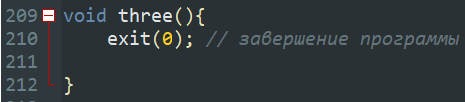 209 void three(){
210 exit(0); // завершение программы
211
212 }